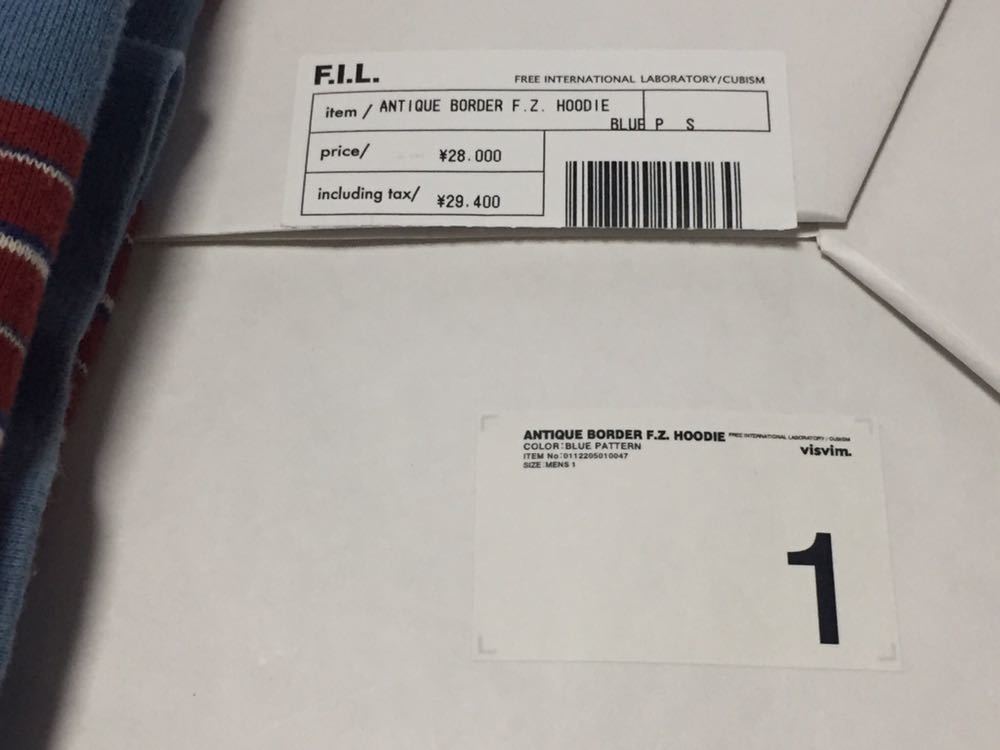 F.I.L.
FREE INTERNATIONAL LABORATORY/CUBISM
item / ANTIQUE BORDER F.Z. HOODIE
BLUE P S
price/ ¥28.000
including tax/ ¥29.400
ANTIQUE BORDER F.Z. HOODIE FREE INTERNATIONAL LABORATORY / CUBISM
COLOR:BLUE PATTERN
visvim.
ITEM No:0112205010047
SIZE:MENS 1
1